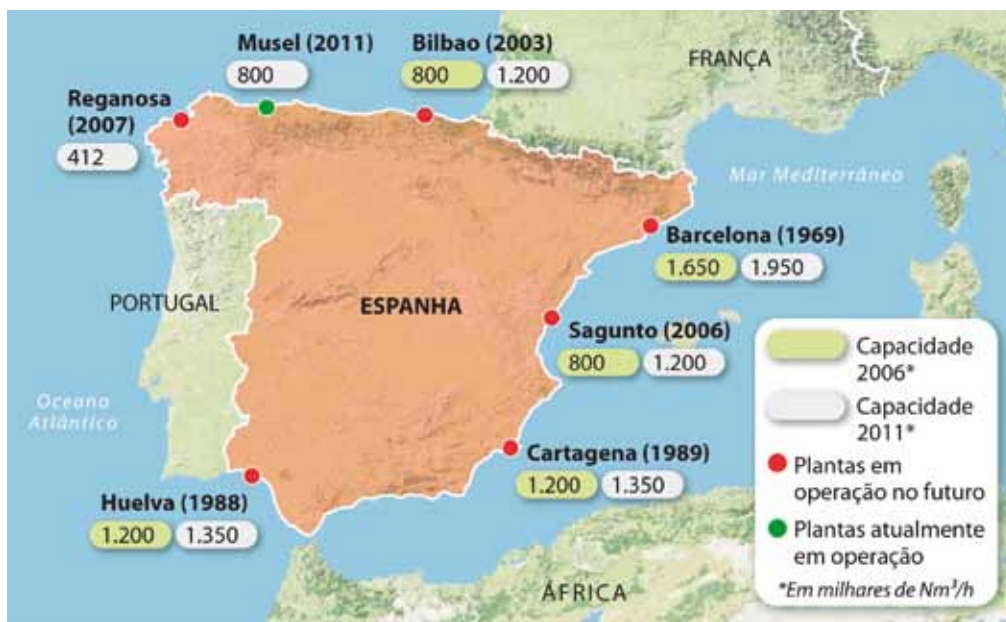 Musel (2011)
800
Bilbao (2003)
800 1.200
FRANÇA
Reganosa
(2007)
412
Mar Mediterrâneo
Barcelona (1969)
1.650 1.950
PORTUGAL
ESPANHA
Sagunto (2006)
800 1.200
Oceano
Atlântico
Cartagena (1989)
1.200 1.350
Huelva (1988)
1.200 1.350
ÁFRICA
Capacidade
2006*
Capacidade
2011*
Plantas em
operação no futuro
Plantas atualmente
em operação
*Em milhares de Nm³/h